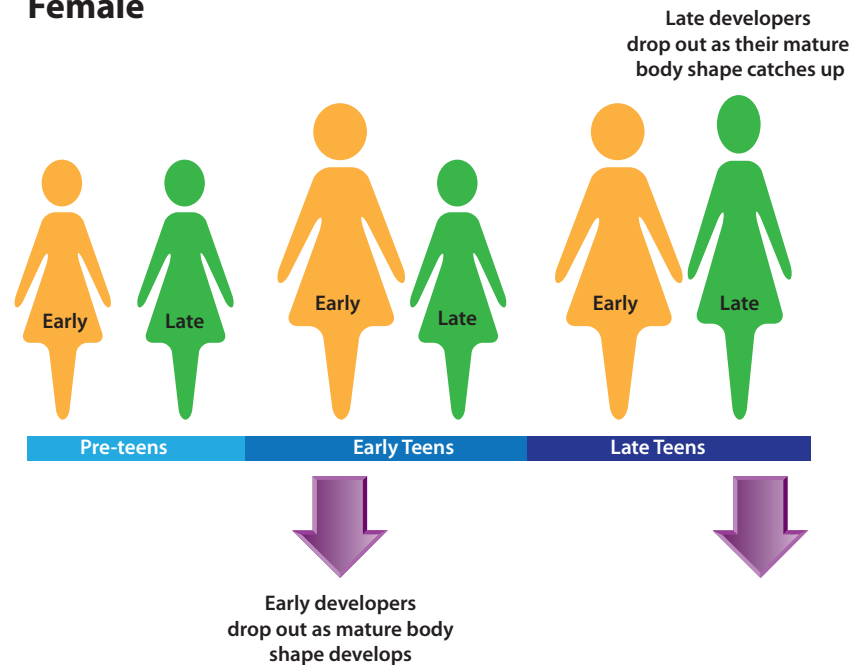 Female
Late developers
drop out as their mature
body shape catches up
Early
Late
Early
Late
Early
Late
Pre-teens
Early Teens
Late Teens
Early developers
drop out as mature body
shape develops